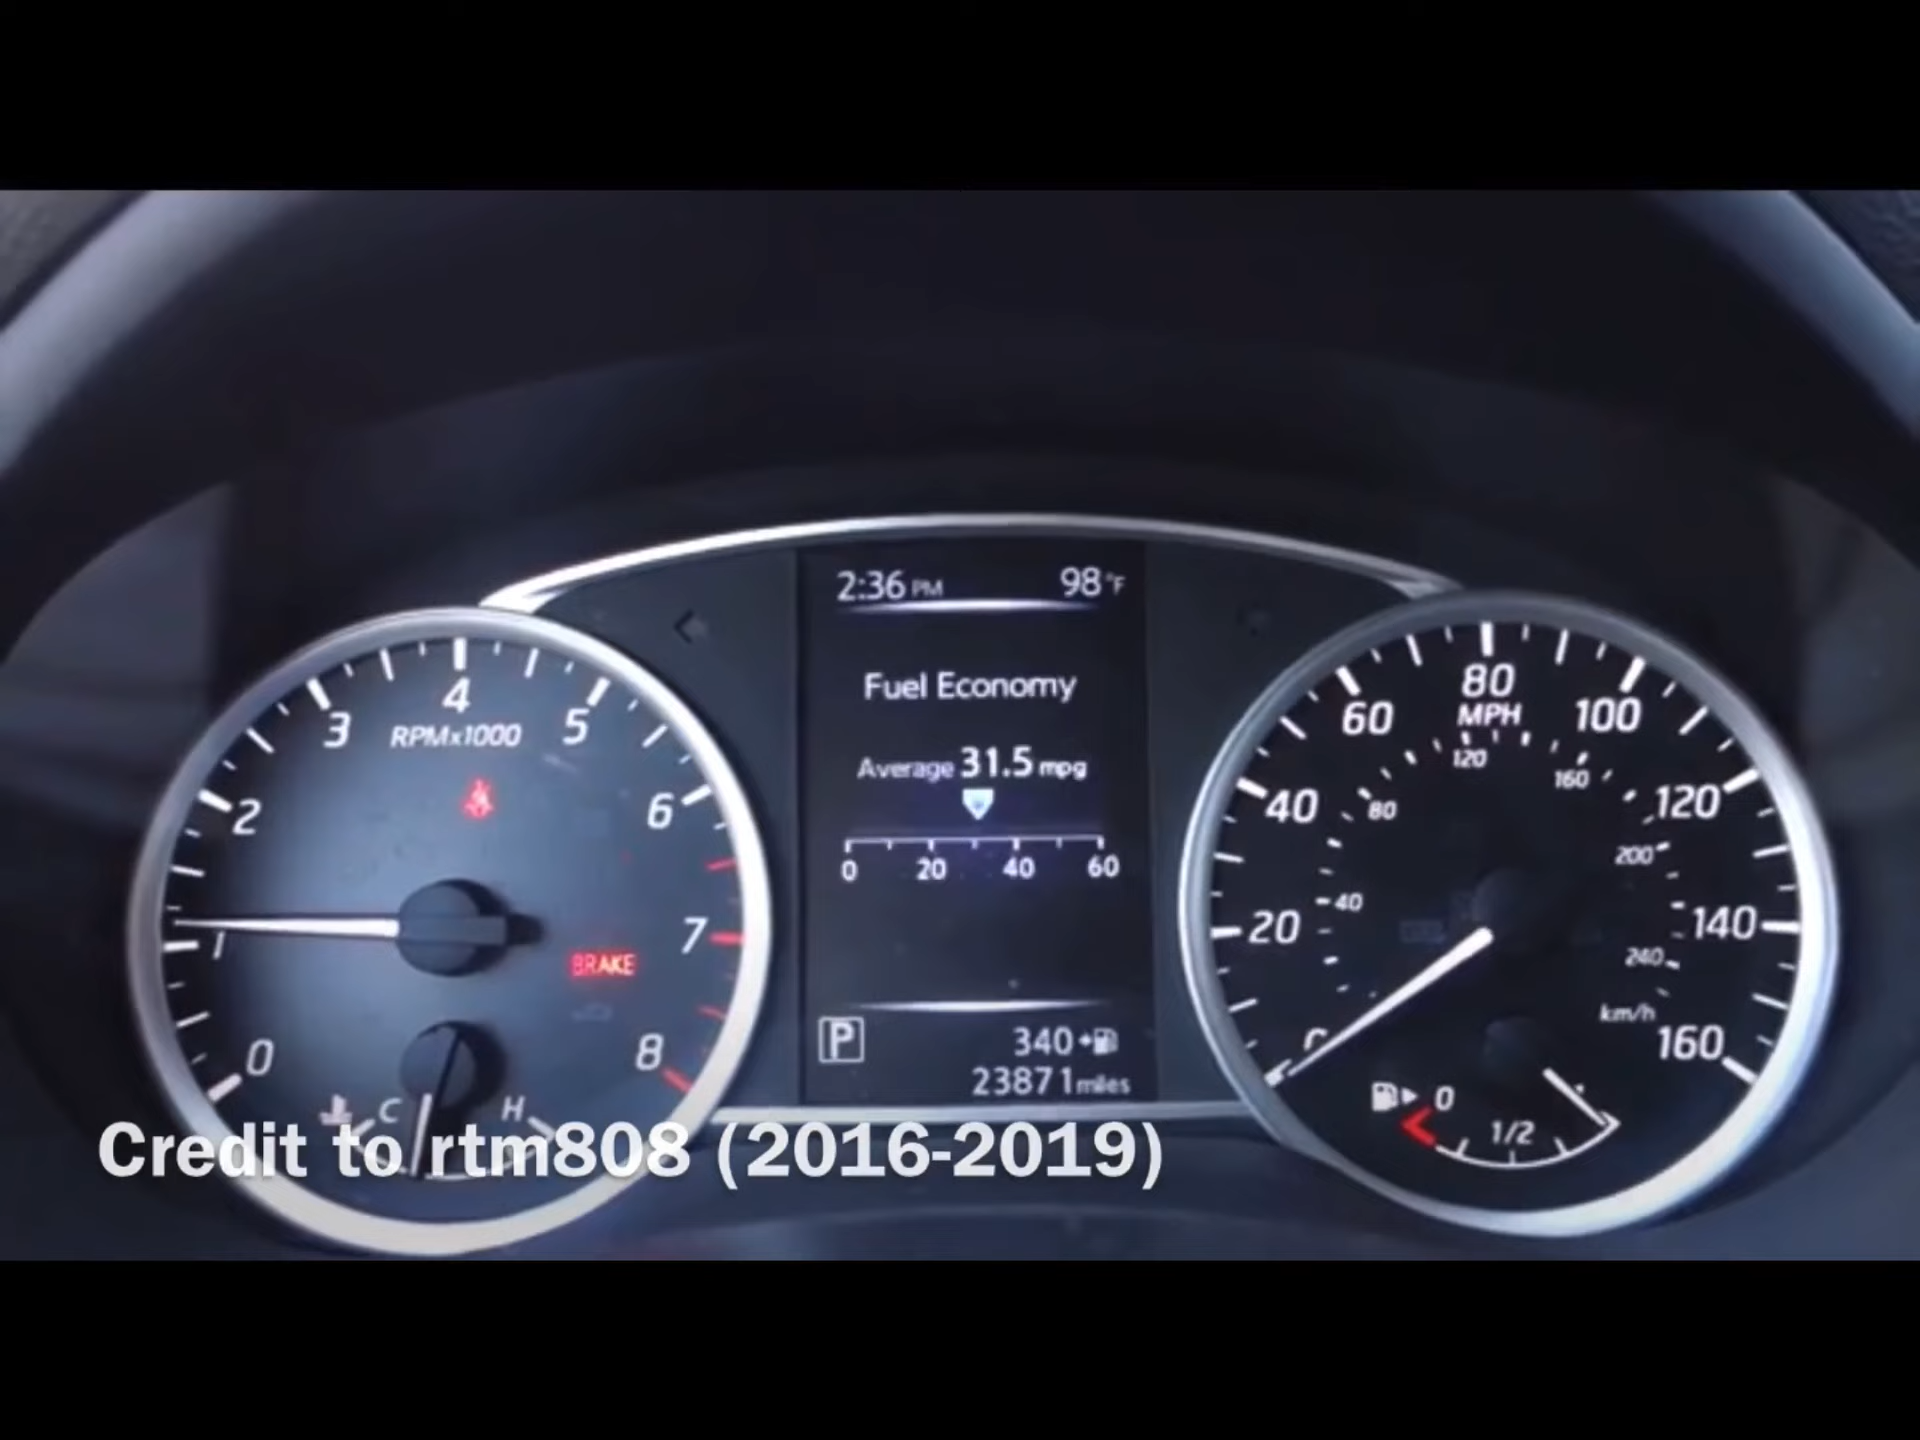 2:36 PM 98°F
Fuel Economy
Average 31.5 mpg
0 20 40 60
P
340
23871 miles
0 1 2 3 4 5 6 7 8
RPMx1000
BRAKE
C H
20 40 60 80 100 120 140 160
MPH
40 80 120 160 200 240
km/h
0 1/2
Credit to rtm808 (2016-2019)